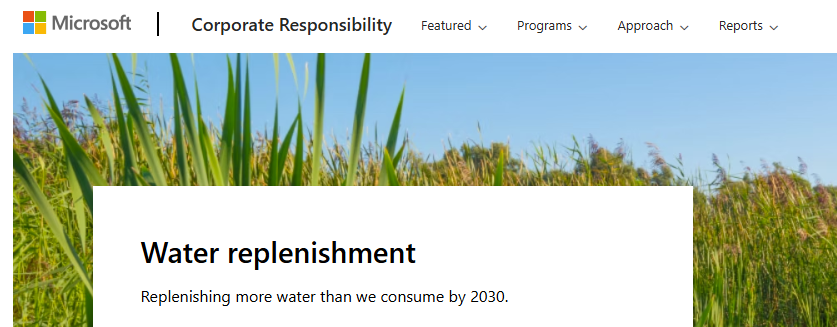 Microsoft Corporate Responsibility Featured Programs Approach Reports
Water replenishment
Replenishing more water than we consume by 2030.